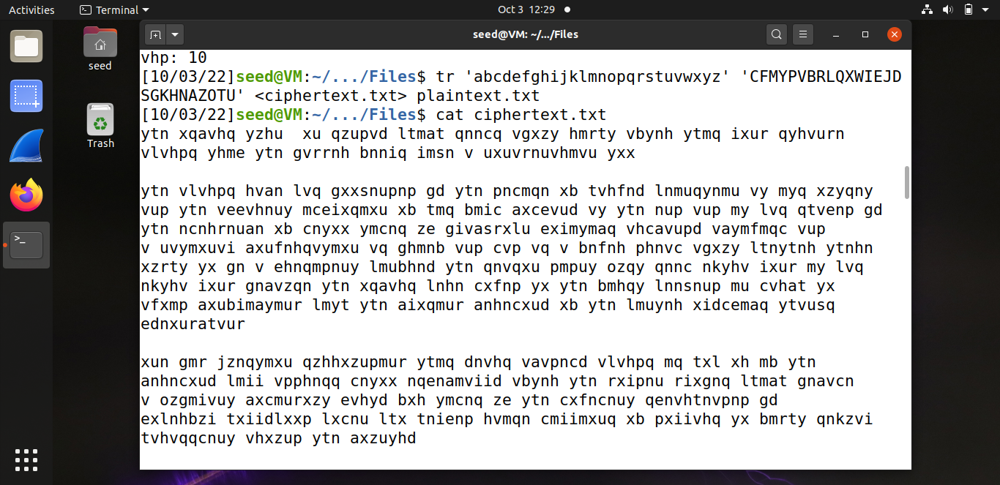 Activities Terminal Oct 3 12:29
seed@VM: ~/.../Files
seed
Trash
vhp: 10
[10/03/22]seed@VM:~/.../Files$ tr 'abcdefghijklmnopqrstuvwxyz' 'CFMYPVBRLQXWIEJD
SGKHNAZOTU' <ciphertext.txt> plaintext.txt
[10/03/22]seed@VM:~/.../Files$ cat ciphertext.txt
ytn xqavhq yzhu  xu qzupvd ltmat qnncq vgxzy hmrty vbynh ytmq ixur qyhvurn
vlvhpq yhme ytn gvrrnh bnniq imsn v uxuvrnuvhmvu yxx
ytn vlvhpq hvan lvq gxxsnupnp gd ytn pncmqn xb tvhfnd lnmuqynmu vy myq xzyqny
vup ytn veevhnuy mceixqmxu xb tmq bmic axcevud vy ytn nup vup my lvq qtvenp gd
ytn ncnhrnuan xb cnyxx ymcnq ze givasrxlu eximymaq vhcavupd vaymfmqc vup
v uvymxuvi axufnhqvymxu vq ghmnb vup cvp vq v bnfnh phnvc vgxzy ltnytnh ytnhn
xzrty yx gn v ehnqmpnuy lmubhnd ytn qnvqxu pmpuy ozqy qnnc nkyhv ixur my lvq
nkyhv ixur gnavzqn ytn xqavhq lnhn cxfnp yx ytn bmhqy lnnsnup mu cvhat yx
vfxmp axubimaymur lmyt ytn aixqmur anhncxud xb ytn lmuynh xidcemaq ytvusq
ednxuratvur
xun gmr jznqymxu qzhhxzupmur ytmq dnvhq vavpncd vlvhpq mq txl xh mb ytn
anhncxud lmii vpphnqq cnyxx nqenamviid vbynh ytn rxipnu rixgnq ltmat gnavcn
v ozgmivuy axcmurxzy evhyd bxh ymcnq ze ytn cxfncnuy qenvhtnvpnp gd
exlnhbzi txiidlxxp lxcnu ltx tnienp hvmqn cmiimxuq xb pxiivhq yx bmrty qnkzvi
tvhvqqcnuy vhxzup ytn axzuyhd